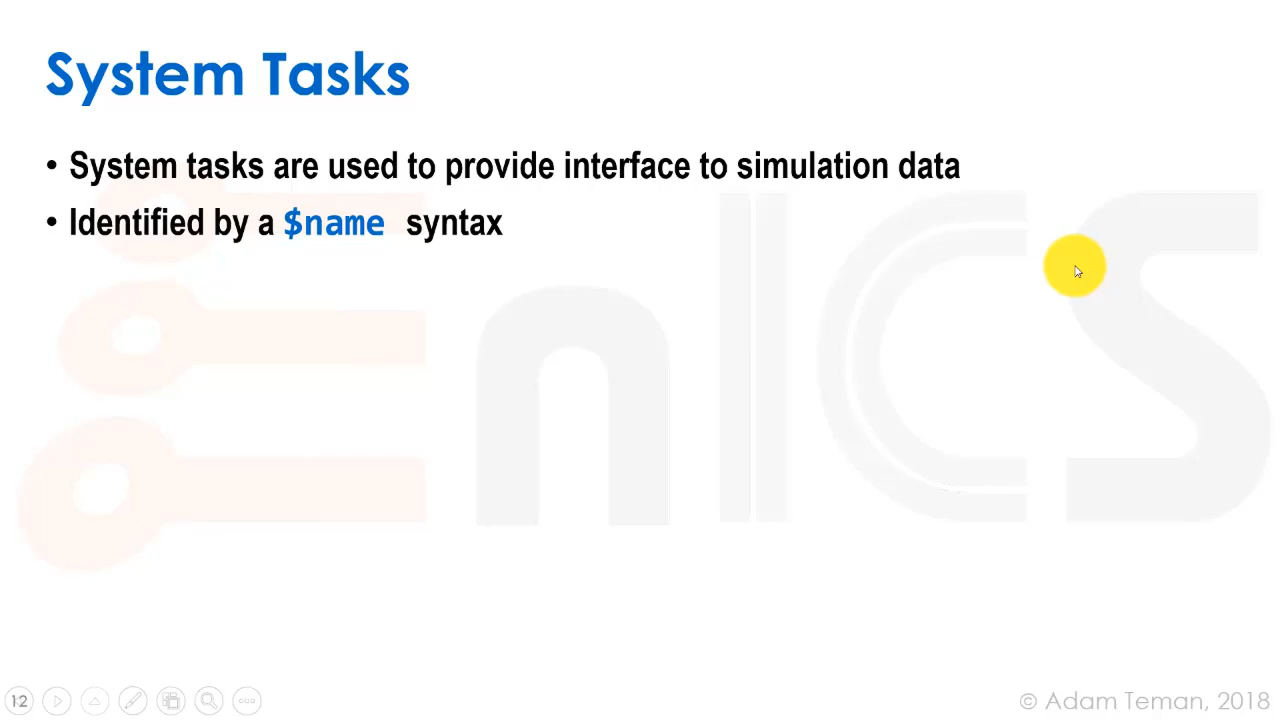 System Tasks
• System tasks are used to provide interface to simulation data
• Identified by a $name syntax
EnICS
12
© Adam Teman, 2018